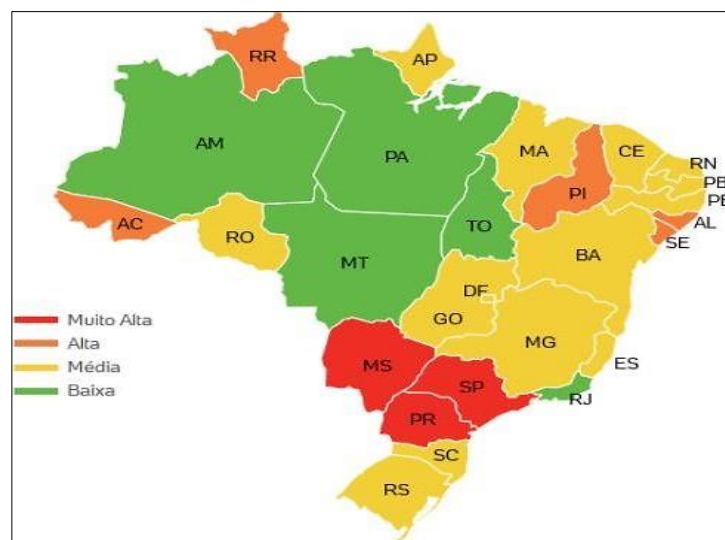 RR
AP
AM
PA
MA
CE
RN
PB
PE
PI
AC
AL
TO
SE
RO
BA
MT
DF
GO
Muito Alta
Alta
Média
Baixa
MG
MS
ES
SP
RJ
PR
SC
RS